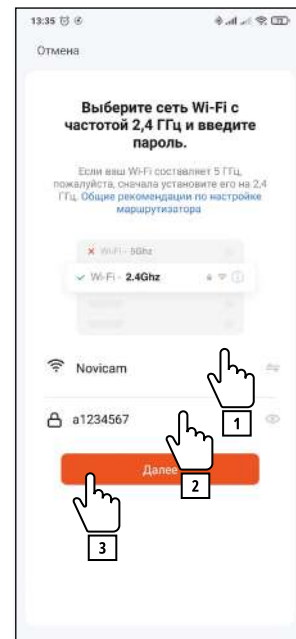 13:35
Отмена
Выберите сеть Wi-Fi с
частотой 2,4 ГГц и введите
пароль.
Если ваш Wi-Fi составляет 5 ГГц,
пожалуйста, сначала установите его на 2,4
ГГц. Общие рекомендации по настройке
маршрутизатора
Wi-Fi - 5Ghz
Wi-Fi - 2.4Ghz
Novicam
1
a1234567
Далее
2
3